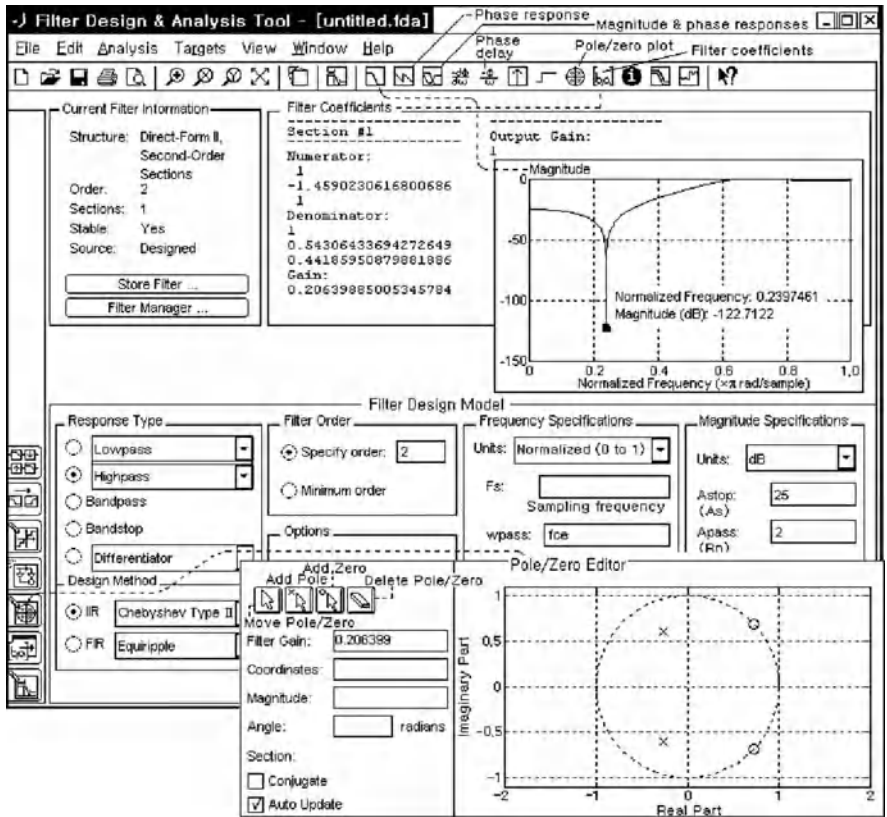 Filter Design & Analysis Tool - [untitled.fda]
Phase response
Magnitude & phase responses
File Edit Analysis Targets View Window Help
Phase delay
Pole/zero plot
Filter coefficients
Current Filter Information
Structure: Direct-Form II,
Second-Order
Sections
Order: 2
Sections: 1
Stable: Yes
Source: Designed
Store Filter ...
Filter Manager ...
Filter Coefficients
Section #1
Numerator:
1
-1.4590230616800686
1
Denominator:
1
0.54306433694272649
0.44185950879881886
Gain:
0.20639885005345784
Output Gain:
1
Magnitude
0
-50
-100
-150
Normalized Frequency: 0.2397461
Magnitude (dB): -122.7122
0 0.2 0.4 0.6 0.8 1,0
Normalized Frequency (×π rad/sample)
Filter Design Model
Response Type
Lowpass
Highpass
Bandpass
Bandstop
Differentiator
Design Method
IIR Chebyshev Type II
FIR Equiripple
Filter Order
Specify order: 2
Minimum order
Options
Frequency Specifications
Units: Normalized (0 to 1)
Fs:
Sampling frequency
wpass: fce
Magnitude Specifications
Units: dB
Astop: 25
(As)
Apass: 2
(Rp)
Add Zero
Add Pole
Delete Pole/Zero
Move Pole/Zero
Filter Gain: 0.206399
Coordinates:
Magnitude:
Angle: radians
Section:
Conjugate
Auto Update
Pole/Zero Editor
Imaginary Part
1
0,5
0
-0.5
-1
-2 -1 0 1 2
Real Part